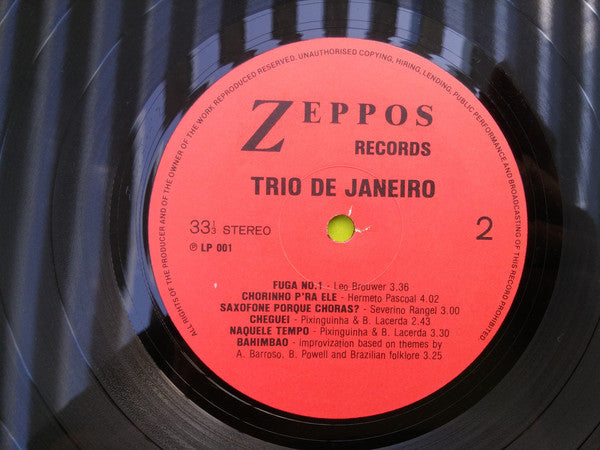 ALL RIGHTS OF THE PRODUCER AND OF THE OWNER OF THE WORK REPRODUCED RESERVED. UNAUTHORISED COPYING, HIRING, LENDING, PUBLIC PERFORMANCE AND BROADCASTING OF THIS RECORD PROHIBITED.
ZEPPOS
RECORDS
TRIO DE JANEIRO
33⅓ STEREO
2
℗ LP 001
FUGA NO.1 - Leo Brouwer 3.36
CHORINHO P'RA ELE - Hermeto Pascoal 4.02
SAXOFONE PORQUE CHORAS? - Severino Rangel 3.00
CHEGUEI - Pixinguinha & B. Lacerda 2.43
NAQUELE TEMPO - Pixinguinha & B. Lacerda 3.30
BAHIMBAO - improvization based on themes by
A. Barroso, B. Powell and Brazilian folklore 3.25